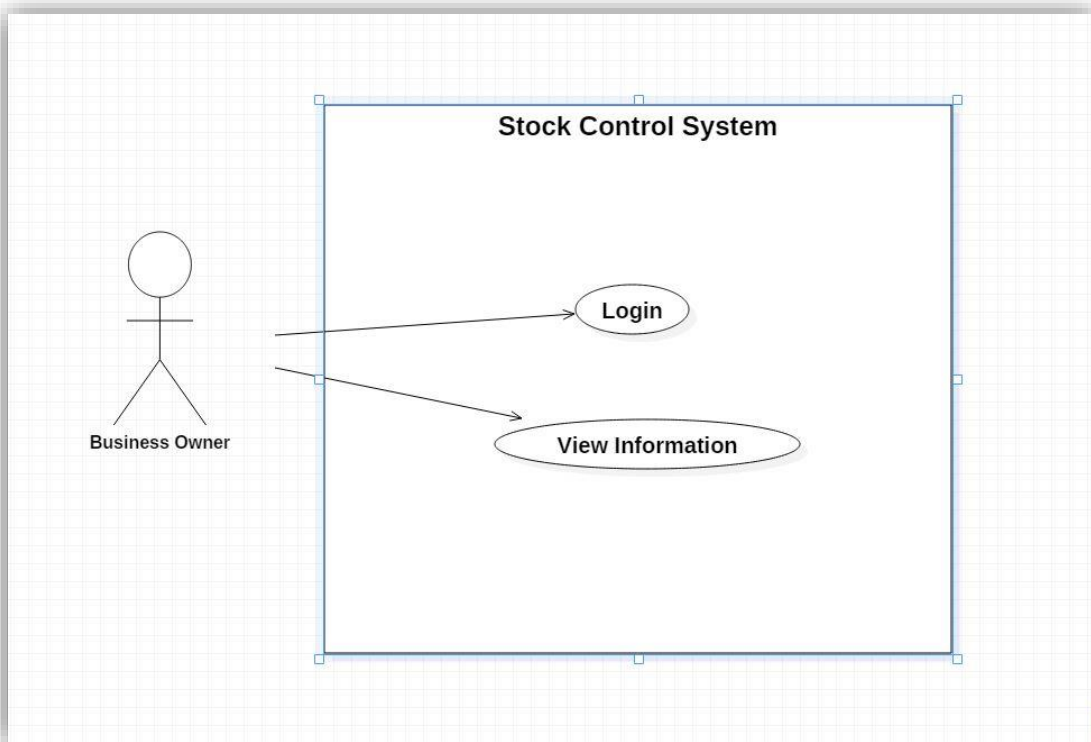 Stock Control System
Login
View Information
Business Owner